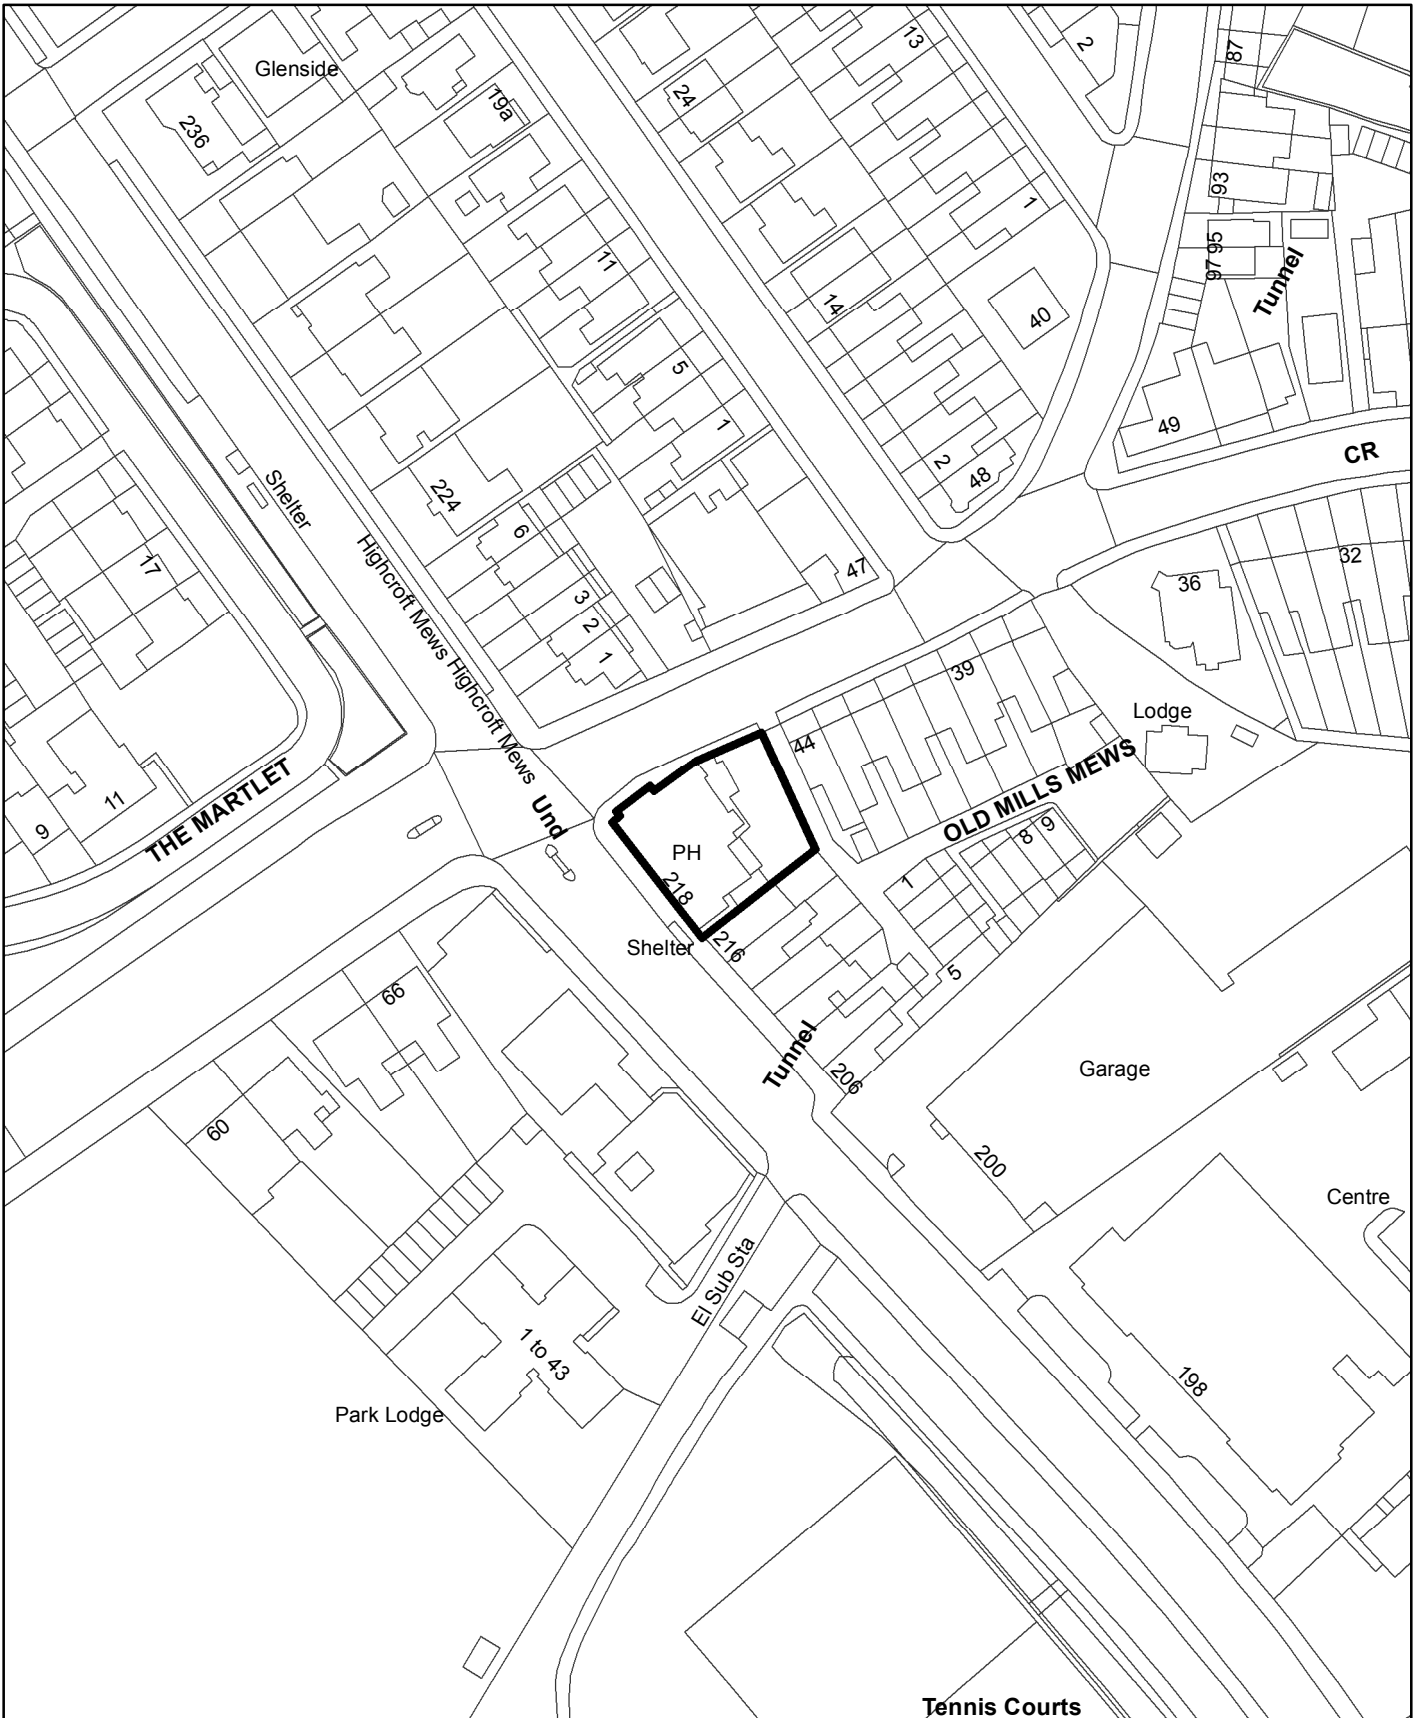 Glenside
236
19a
24
13
2
87
93
95
97
Tunnel
1
11
14
40
5
1
49
CR
2
48
Shelter
224
6
17
47
36
32
Highcroft Mews
Highcroft Mews
3
2
1
39
Lodge
44
OLD MILLS MEWS
THE MARTLET
11
9
Und
PH
218
8
9
1
Shelter
216
5
66
Tunnel
206
Garage
60
200
Centre
El Sub Sta
1 to 43
198
Park Lodge
Tennis Courts